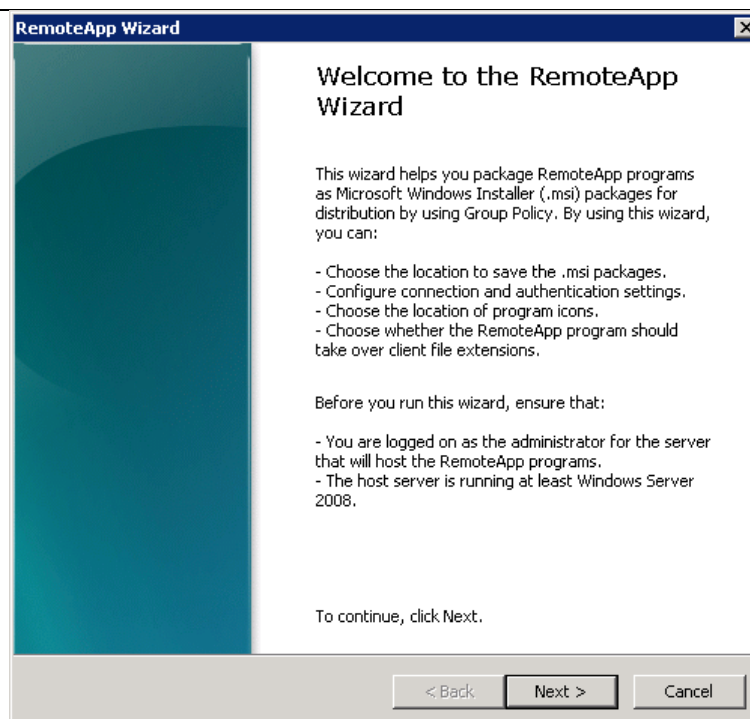 RemoteApp Wizard
Welcome to the RemoteApp
Wizard
This wizard helps you package RemoteApp programs
as Microsoft Windows Installer (.msi) packages for
distribution by using Group Policy. By using this wizard,
you can:
- Choose the location to save the .msi packages.
- Configure connection and authentication settings.
- Choose the location of program icons.
- Choose whether the RemoteApp program should
take over client file extensions.
Before you run this wizard, ensure that:
- You are logged on as the administrator for the server
that will host the RemoteApp programs.
- The host server is running at least Windows Server
2008.
To continue, click Next.
< Back
Next >
Cancel